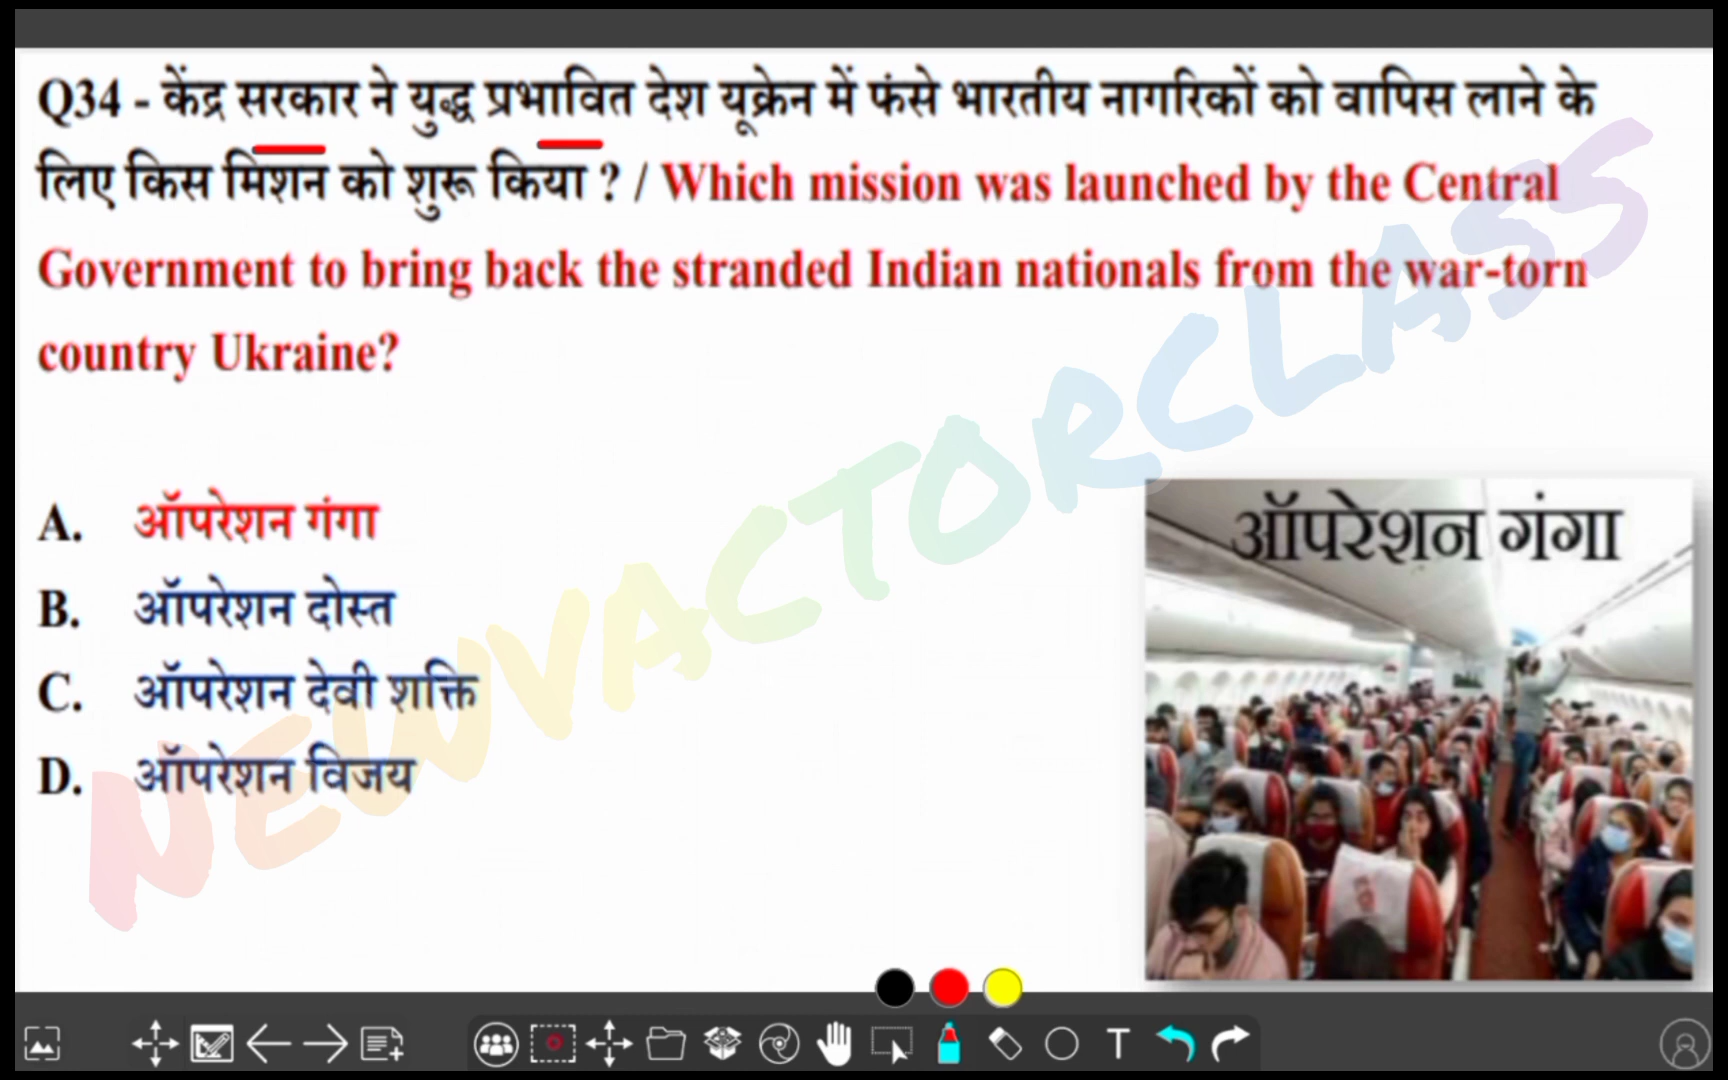 Q34 - केंद्र सरकार ने युद्ध प्रभावित देश यूक्रेन में फंसे भारतीय नागरिकों को वापिस लाने के
लिए किस मिशन को शुरू किया ? / Which mission was launched by the Central
Government to bring back the stranded Indian nationals from the war-torn
country Ukraine?
A. ऑपरेशन गंगा
B. ऑपरेशन दोस्त
C. ऑपरेशन देवी शक्ति
D. ऑपरेशन विजय
ऑपरेशन गंगा
NEWVACTORCLASS
T